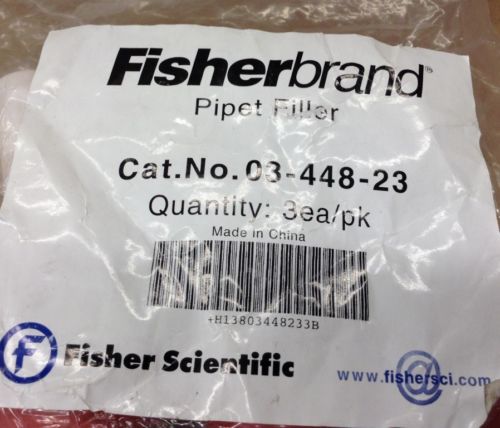 Fisherbrand®
Pipet Filler
Cat.No. 03-448-23
Quantity: 3ea/pk
Made in China
+H13803448233B
F Fisher Scientific
@
www.fishersci.com